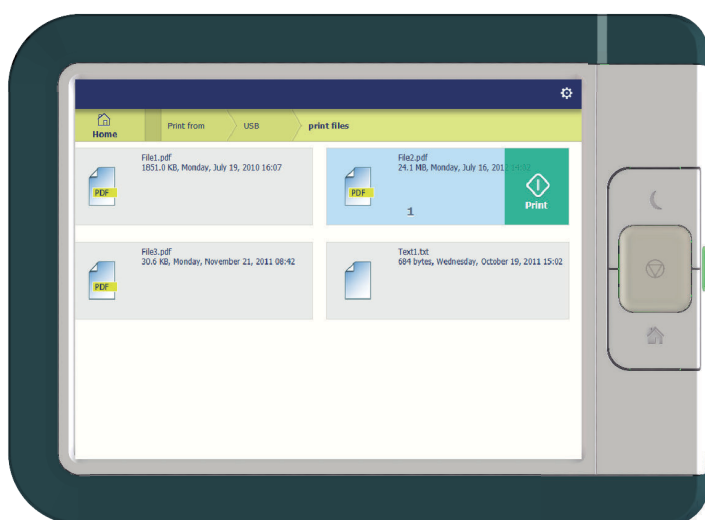 Home
Print from
USB
print files
File1.pdf
1851.0 KB, Monday, July 19, 2010 16:07
PDF
File2.pdf
24.1 MB, Monday, July 16, 201
PDF
1
Print
File3.pdf
30.6 KB, Monday, November 21, 2011 08:42
PDF
Text1.txt
684 bytes, Wednesday, October 19, 2011 15:02